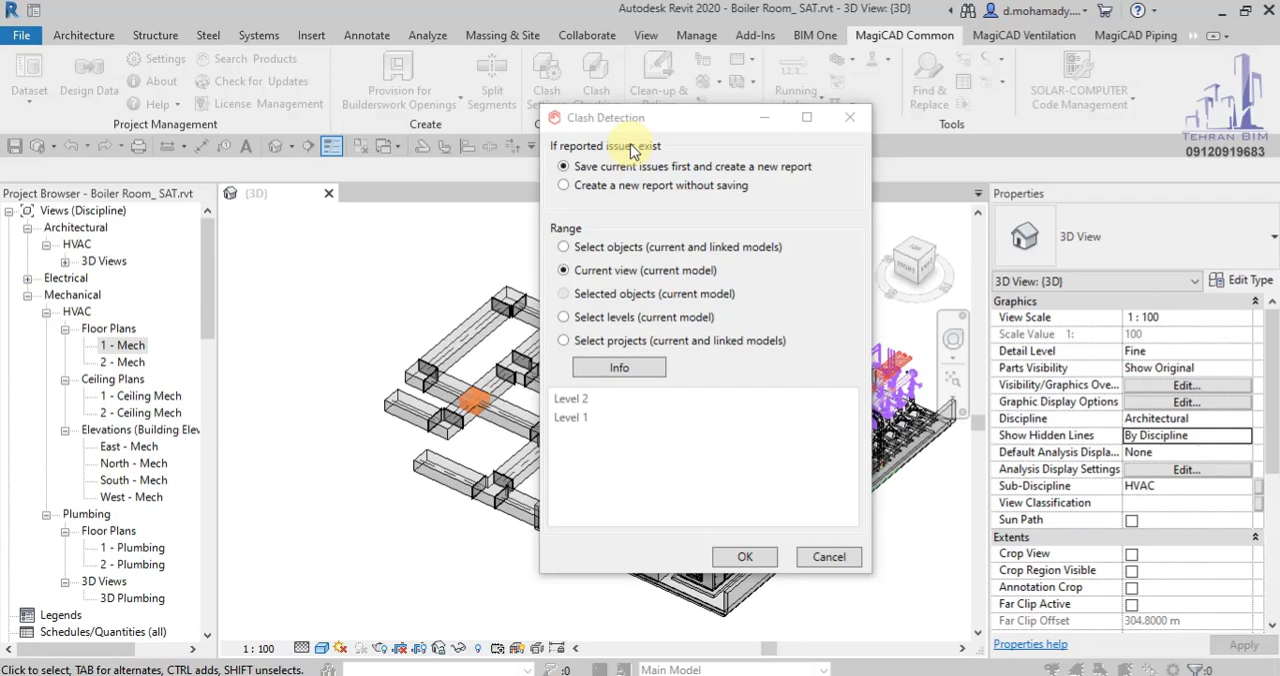 Autodesk Revit 2020 - Boiler Room_ SAT.rvt - 3D View: {3D}
d.mohamady....
File Architecture Structure Steel Systems Insert Annotate Analyze Massing & Site Collaborate View Manage Add-Ins BIM One MagiCAD Common MagiCAD Ventilation MagiCAD Piping
Dataset
Design Data
Settings
About
Help
Search Products
Check for Updates
License Management
Project Management
Provision for
Builderswork Openings
Split
Segments
Create
Clash
Clash
Clean-up &
Running
Find &
Replace
SOLAR-COMPUTER
Code Management
Tools
TEHRAN BIM
09120919683
Project Browser - Boiler Room_ SAT.rvt
Views (Discipline)
Architectural
HVAC
3D Views
Electrical
Mechanical
HVAC
Floor Plans
1 - Mech
2 - Mech
Ceiling Plans
1 - Ceiling Mech
2 - Ceiling Mech
Elevations (Building Elev
East - Mech
North - Mech
South - Mech
West - Mech
Plumbing
Floor Plans
1 - Plumbing
2 - Plumbing
3D Views
3D Plumbing
Legends
Schedules/Quantities (all)
{3D}
Clash Detection
If reported issues exist
Save current issues first and create a new report
Create a new report without saving
Range
Select objects (current and linked models)
Current view (current model)
Selected objects (current model)
Select levels (current model)
Select projects (current and linked models)
Info
Level 2
Level 1
OK Cancel
Properties
3D View
3D View: {3D} Edit Type
Graphics
View Scale 1 : 100
Scale Value 1: 100
Detail Level Fine
Parts Visibility Show Original
Visibility/Graphics Ove... Edit...
Graphic Display Options Edit...
Discipline Architectural
Show Hidden Lines By Discipline
Default Analysis Displa... None
Analysis Display Settings Edit...
Sub-Discipline HVAC
View Classification
Sun Path
Extents
Crop View
Crop Region Visible
Annotation Crop
Far Clip Active
Far Clip Offset 304.8000 m
Properties help Apply
1 : 100
Click to select, TAB for alternates, CTRL adds, SHIFT unselects.
:0
Main Model
:0